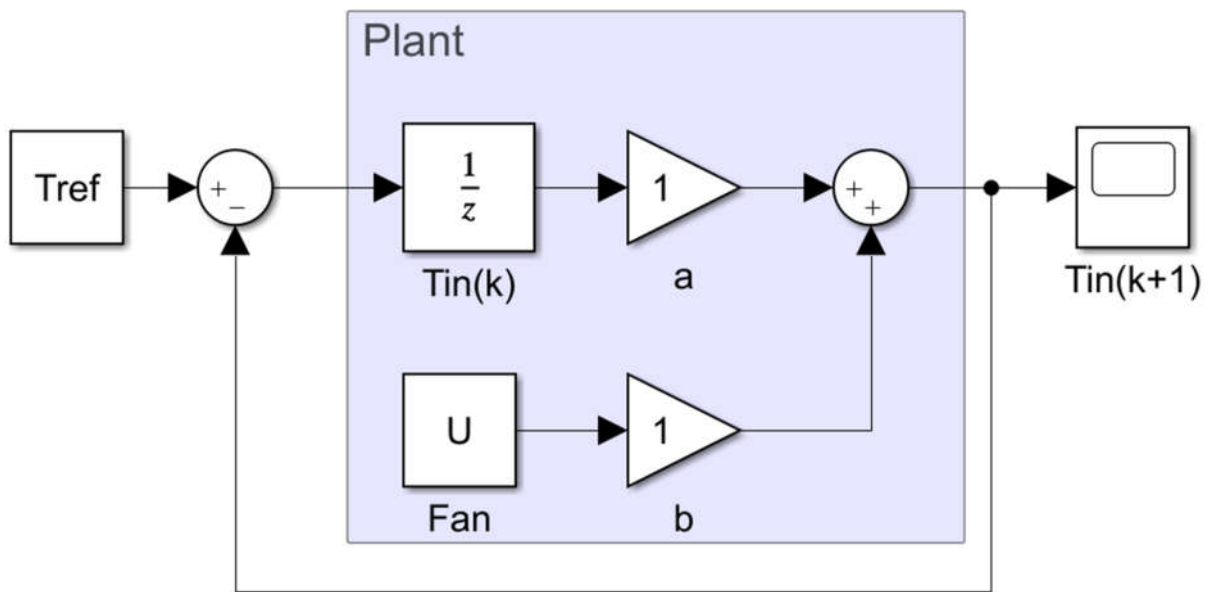 Plant
Tref
+
−
1
z
Tin(k)
1
a
+
+
Tin(k+1)
U
Fan
1
b